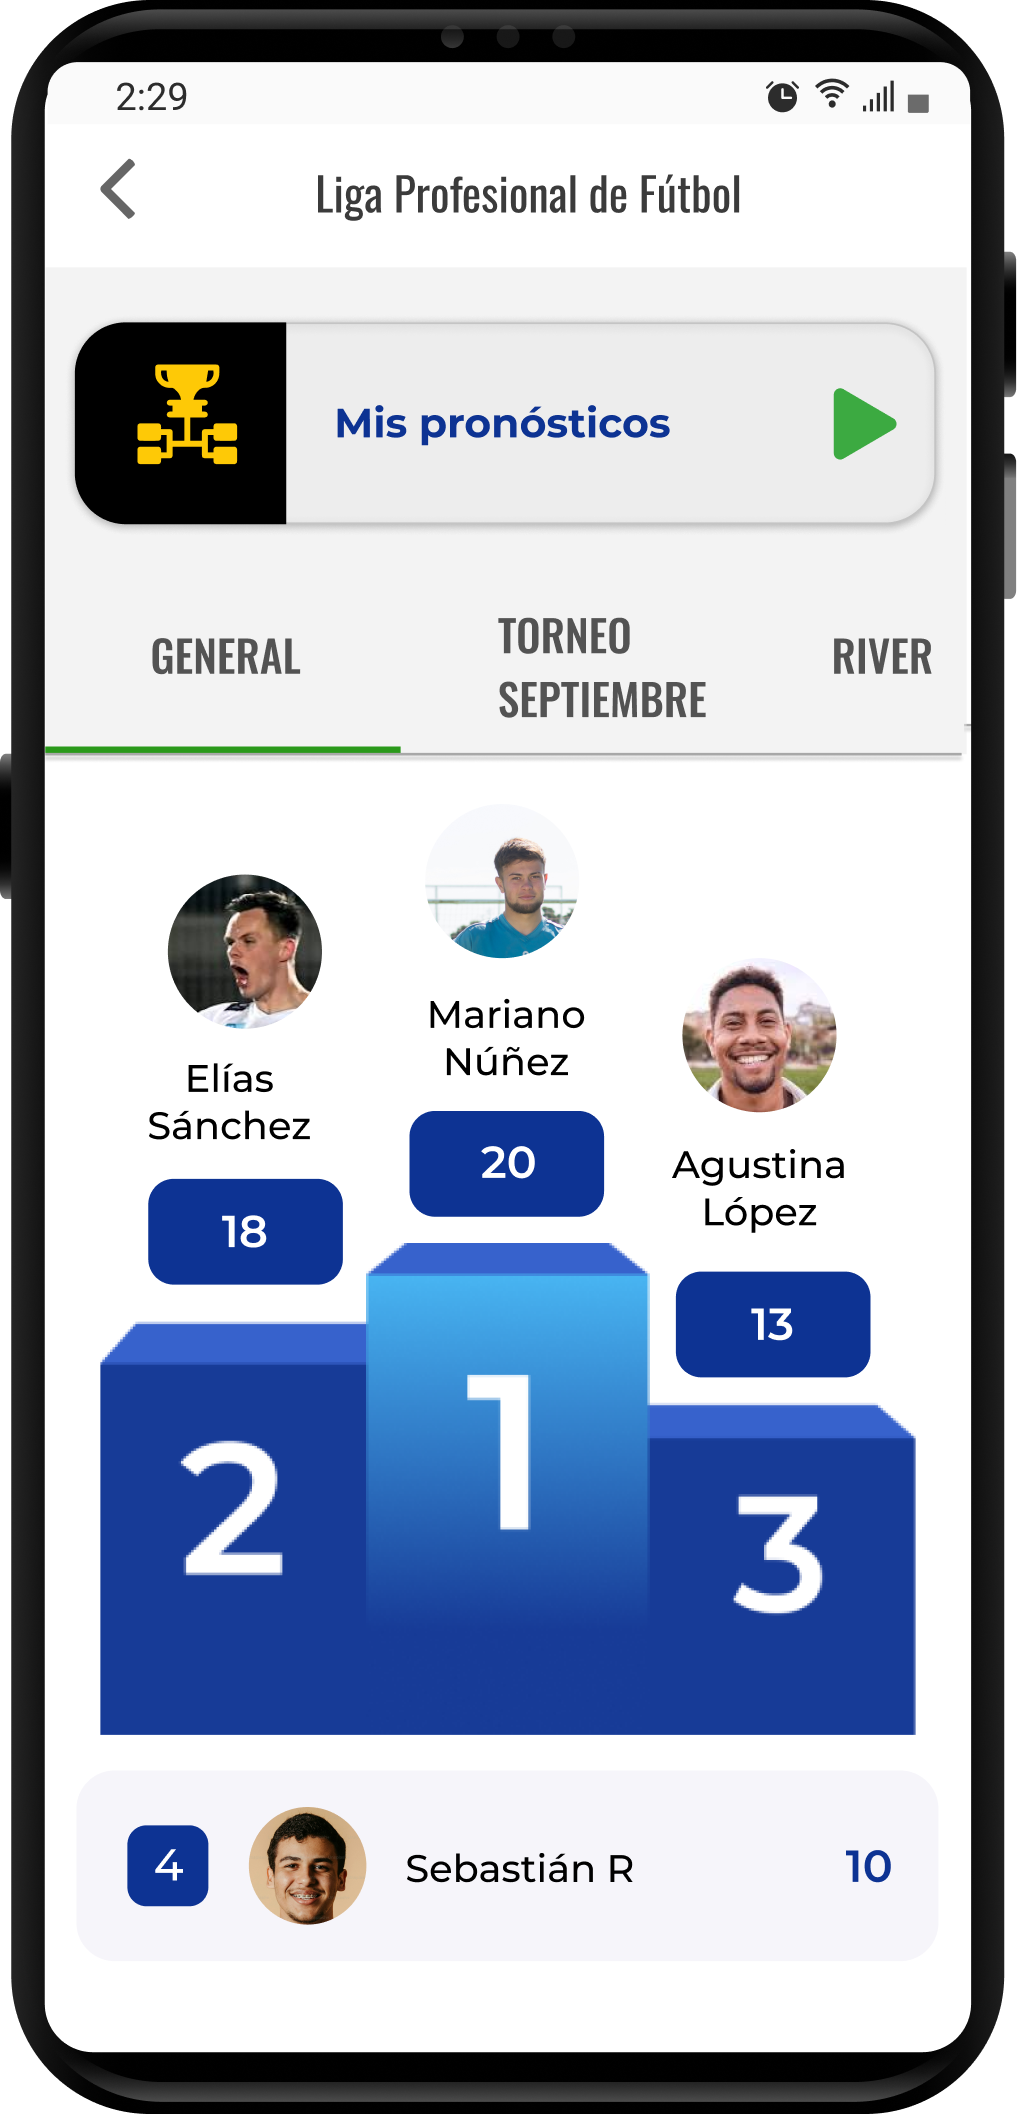 2:29
Liga Profesional de Fútbol
Mis pronósticos
GENERAL
TORNEO
SEPTIEMBRE
RIVER
Mariano
Núñez
20
Elías
Sánchez
18
Agustina
López
13
2
1
3
4
Sebastián R
10